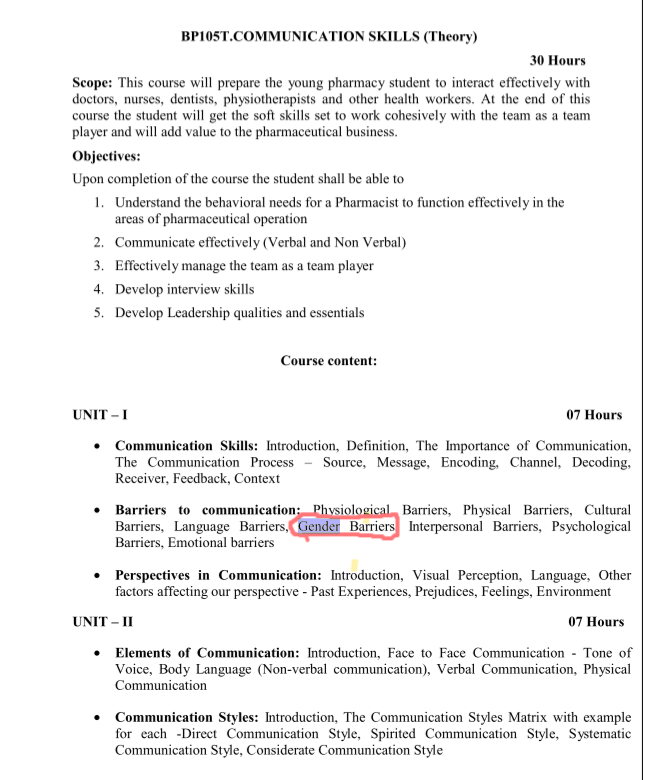 BP105T.COMMUNICATION SKILLS (Theory)
30 Hours
Scope: This course will prepare the young pharmacy student to interact effectively with
doctors, nurses, dentists, physiotherapists and other health workers. At the end of this
course the student will get the soft skills set to work cohesively with the team as a team
player and will add value to the pharmaceutical business.
Objectives:
Upon completion of the course the student shall be able to
1. Understand the behavioral needs for a Pharmacist to function effectively in the
areas of pharmaceutical operation
2. Communicate effectively (Verbal and Non Verbal)
3. Effectively manage the team as a team player
4. Develop interview skills
5. Develop Leadership qualities and essentials
Course content:
UNIT – I 07 Hours
• Communication Skills: Introduction, Definition, The Importance of Communication,
The Communication Process – Source, Message, Encoding, Channel, Decoding,
Receiver, Feedback, Context
• Barriers to communication: Physiological Barriers, Physical Barriers, Cultural
Barriers, Language Barriers, Gender Barriers, Interpersonal Barriers, Psychological
Barriers, Emotional barriers
• Perspectives in Communication: Introduction, Visual Perception, Language, Other
factors affecting our perspective - Past Experiences, Prejudices, Feelings, Environment
UNIT – II 07 Hours
• Elements of Communication: Introduction, Face to Face Communication - Tone of
Voice, Body Language (Non-verbal communication), Verbal Communication, Physical
Communication
• Communication Styles: Introduction, The Communication Styles Matrix with example
for each -Direct Communication Style, Spirited Communication Style, Systematic
Communication Style, Considerate Communication Style